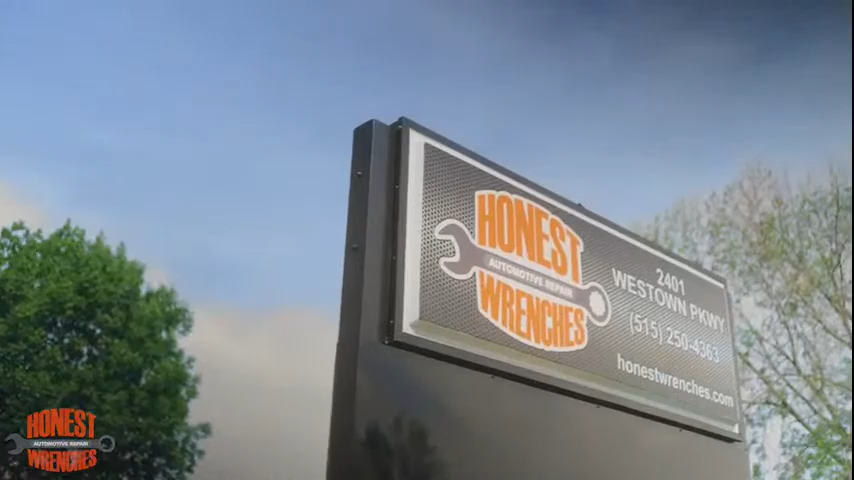 HONEST
AUTOMOTIVE REPAIR
WRENCHES
2401
WESTOWN PKWY
(515) 250-4363
honestwrenches.com
HONEST
AUTOMOTIVE REPAIR
WRENCHES